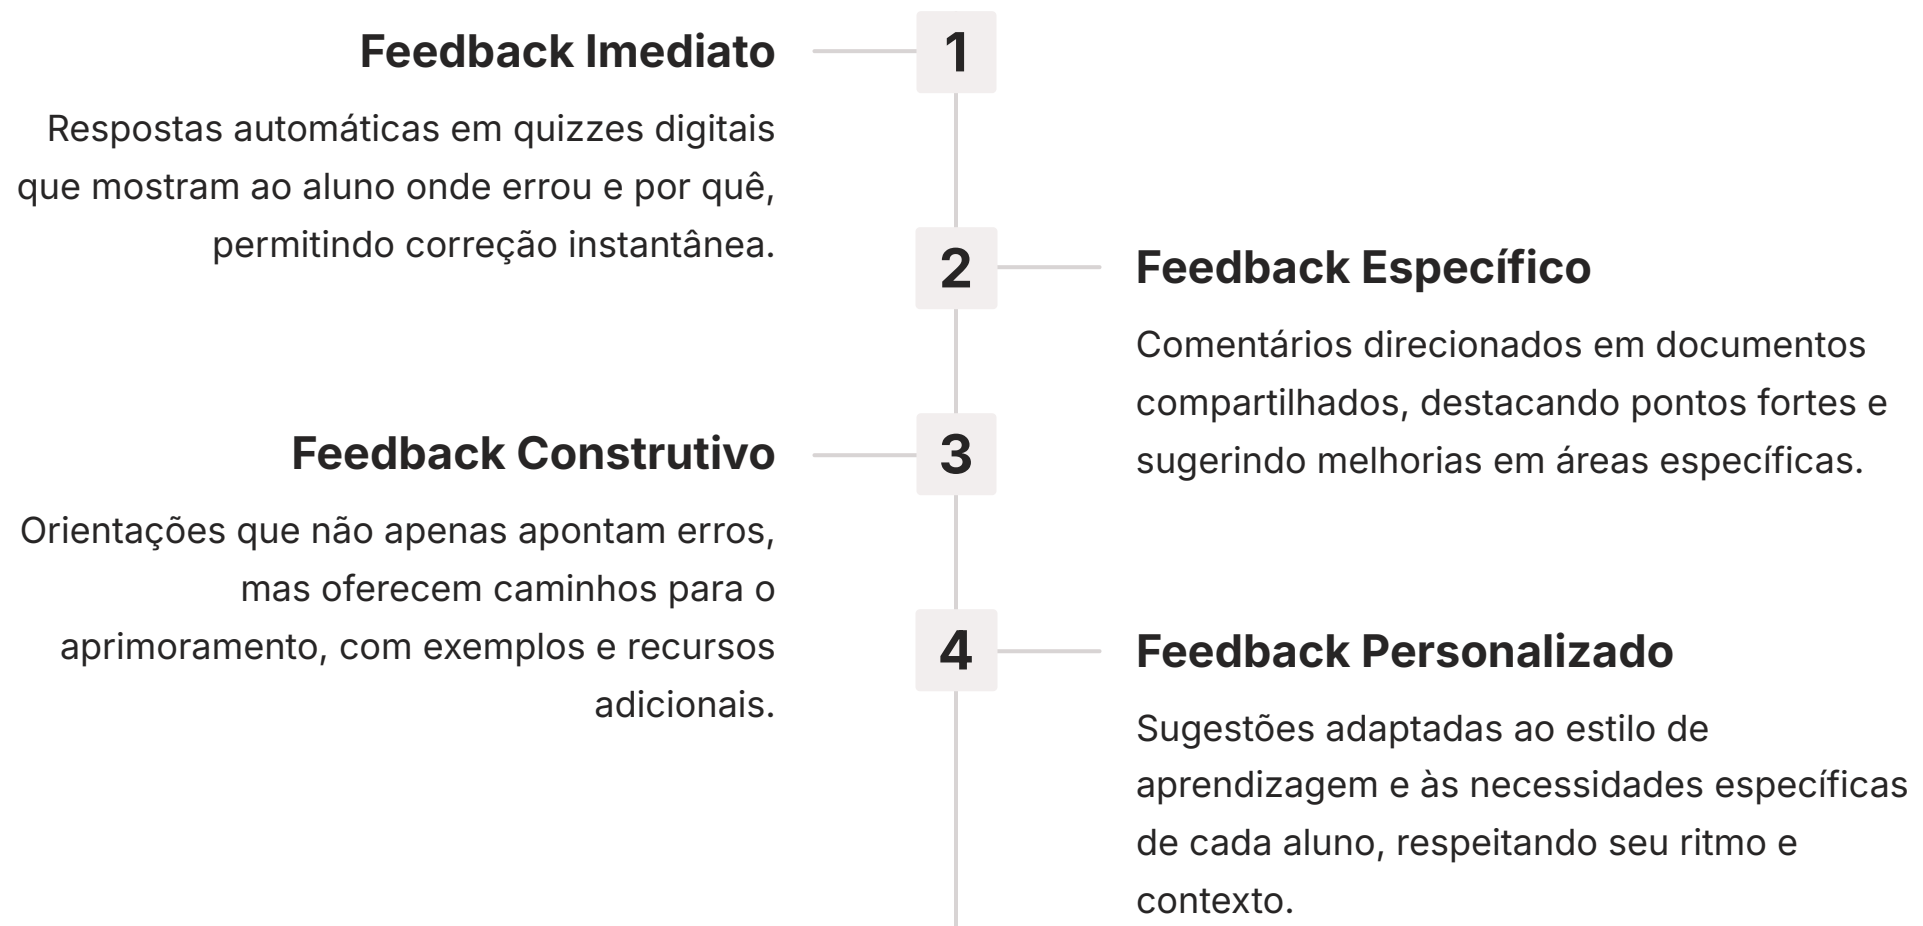 1
Feedback Imediato
Respostas automáticas em quizzes digitais
que mostram ao aluno onde errou e por quê,
permitindo correção instantânea.
2
Feedback Específico
Comentários direcionados em documentos
compartilhados, destacando pontos fortes e
sugerindo melhorias em áreas específicas.
3
Feedback Construtivo
Orientações que não apenas apontam erros,
mas oferecem caminhos para o
aprimoramento, com exemplos e recursos
adicionais.
4
Feedback Personalizado
Sugestões adaptadas ao estilo de
aprendizagem e às necessidades específicas
de cada aluno, respeitando seu ritmo e
contexto.